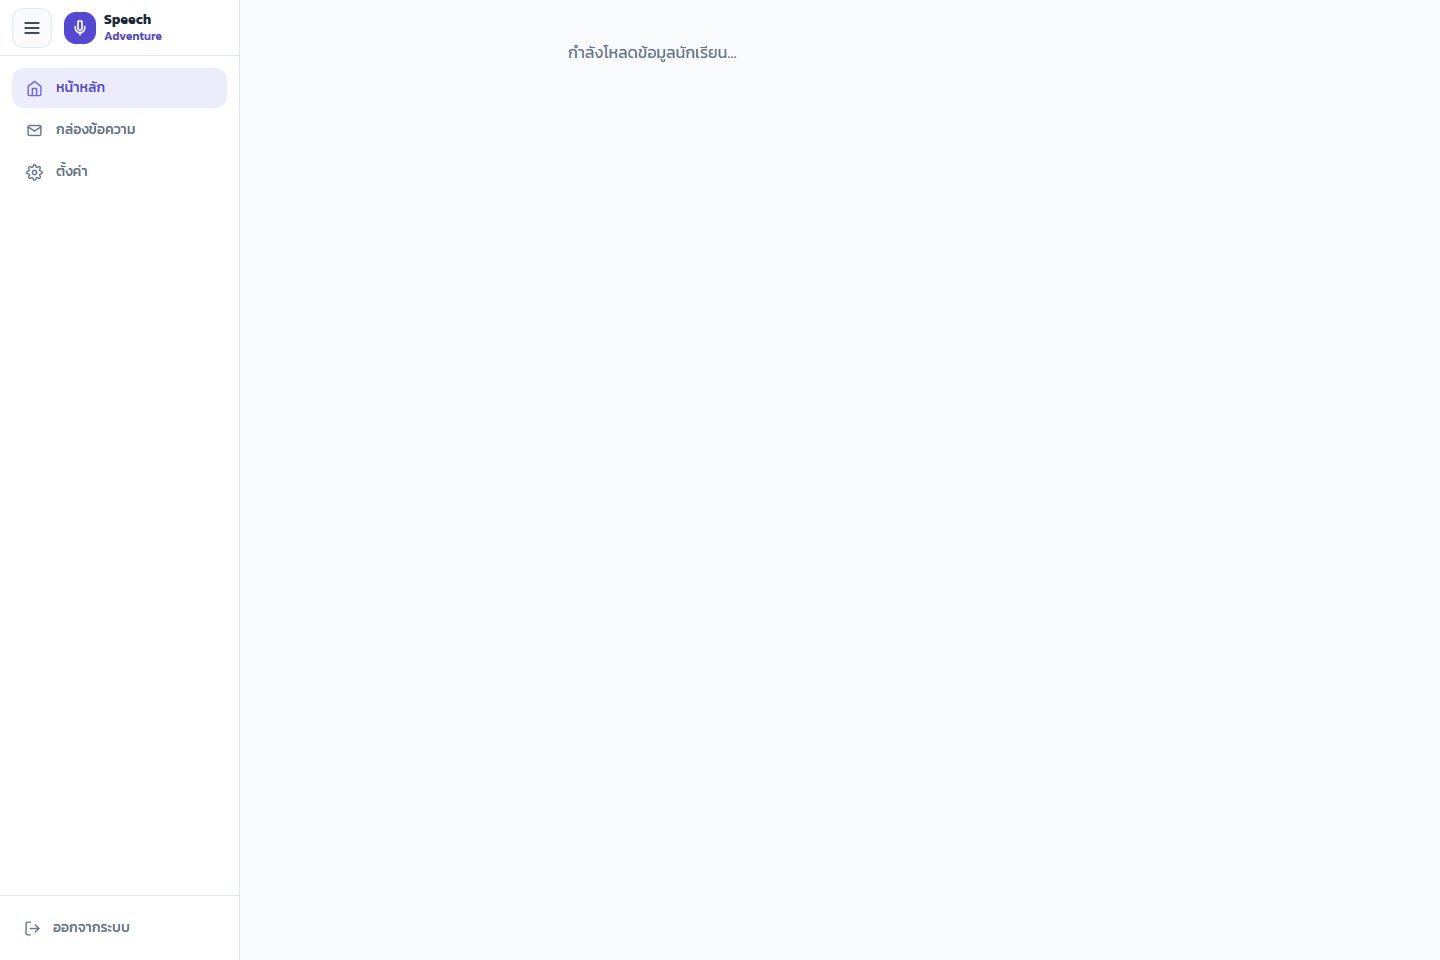 Speech
Adventure
หน้าหลัก
กล่องข้อความ
ตั้งค่า
ออกจากระบบ
กำลังโหลดข้อมูลนักเรียน...